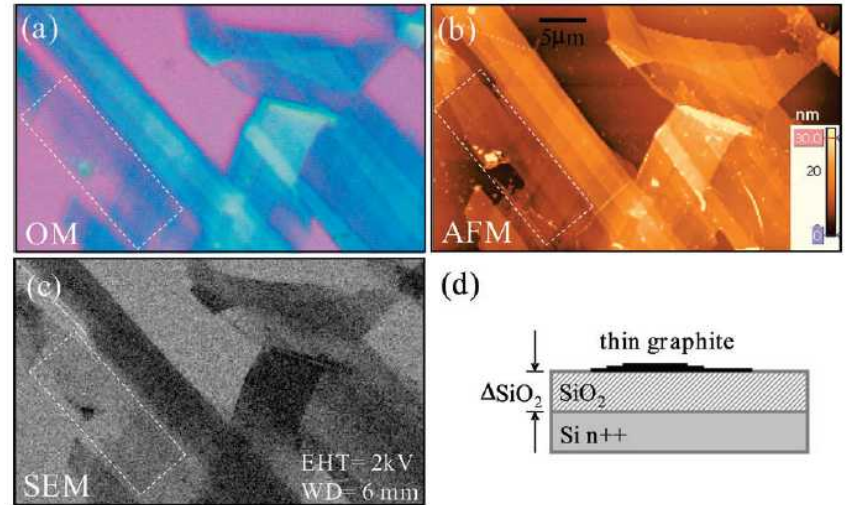 (a)
OM
(b)
5μm
nm
30.0
20
0
AFM
(c)
EHT= 2kV
WD= 6 mm
SEM
(d)
thin graphite
ΔSiO₂
SiO₂
Si n++